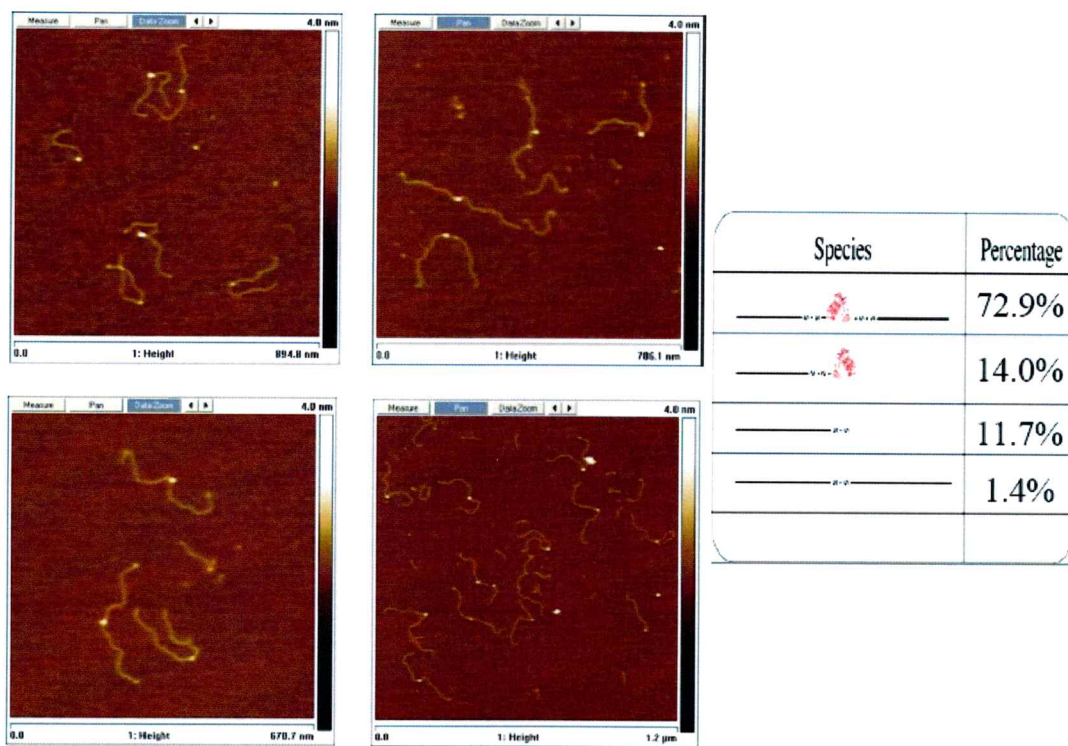 Measure Pan Data Zoom 4.0 nm
0.0 1: Height 894.8 nm
Measure Pan Data Zoom 4.0 nm
0.0 1: Height 786.1 nm
Measure Pan Data Zoom 4.0 nm
0.0 1: Height 670.7 nm
Measure Pan Data Zoom 4.0 nm
0.0 1: Height 1.2 µm
Species Percentage
72.9%
14.0%
11.7%
1.4%